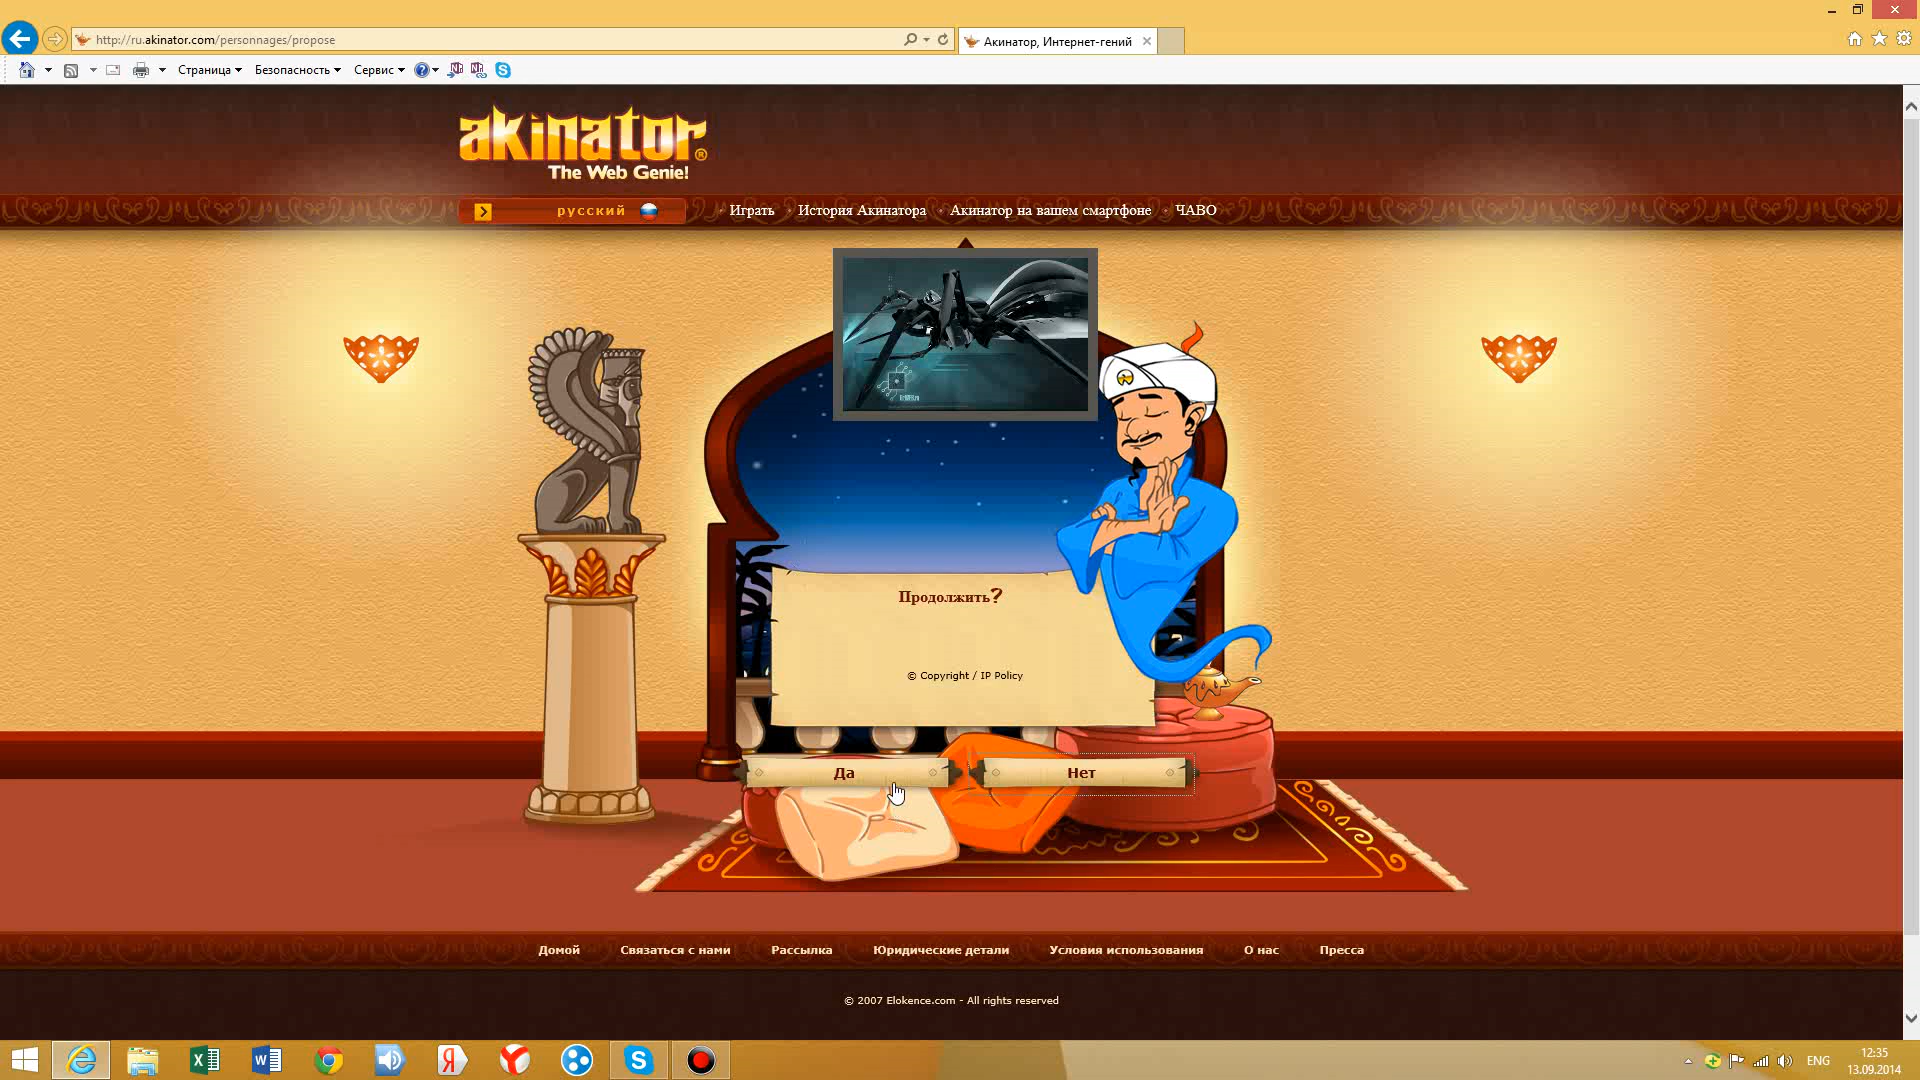 http://ru.akinator.com/personnages/propose
Акинатор, Интернет-гений
Страница
Безопасность
Сервис
akinator®
The Web Genie!
русский
Играть
История Акинатора
Акинатор на вашем смартфоне
ЧАВО
Продолжить?
© Copyright / IP Policy
Да
Нет
Домой
Связаться с нами
Рассылка
Юридические детали
Условия использования
О нас
Пресса
© 2007 Elokence.com - All rights reserved
ENG
12:35
13.09.2014